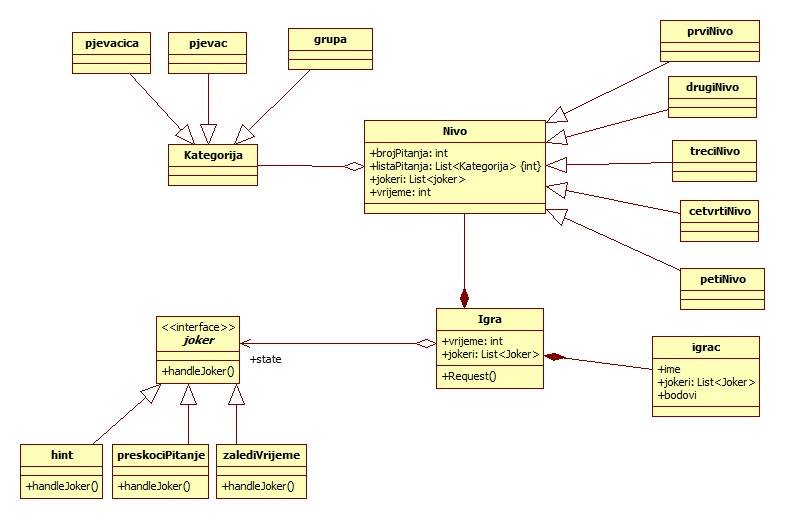 pjevacica
pjevac
grupa
prviNivo
drugiNivo
treciNivo
cetvrtiNivo
petiNivo
Kategorija
Nivo
+brojPitanja: int
+listaPitanja: List<Kategorija> {int}
+jokeri: List<joker>
+vrijeme: int
<<interface>>
joker
+handleJoker()
+state
Igra
+vrijeme: int
+jokeri: List<Joker>
+Request()
igrac
+ime
+jokeri: List<Joker>
+bodovi
hint
+handleJoker()
preskociPitanje
+handleJoker()
zalediVrijeme
+handleJoker()